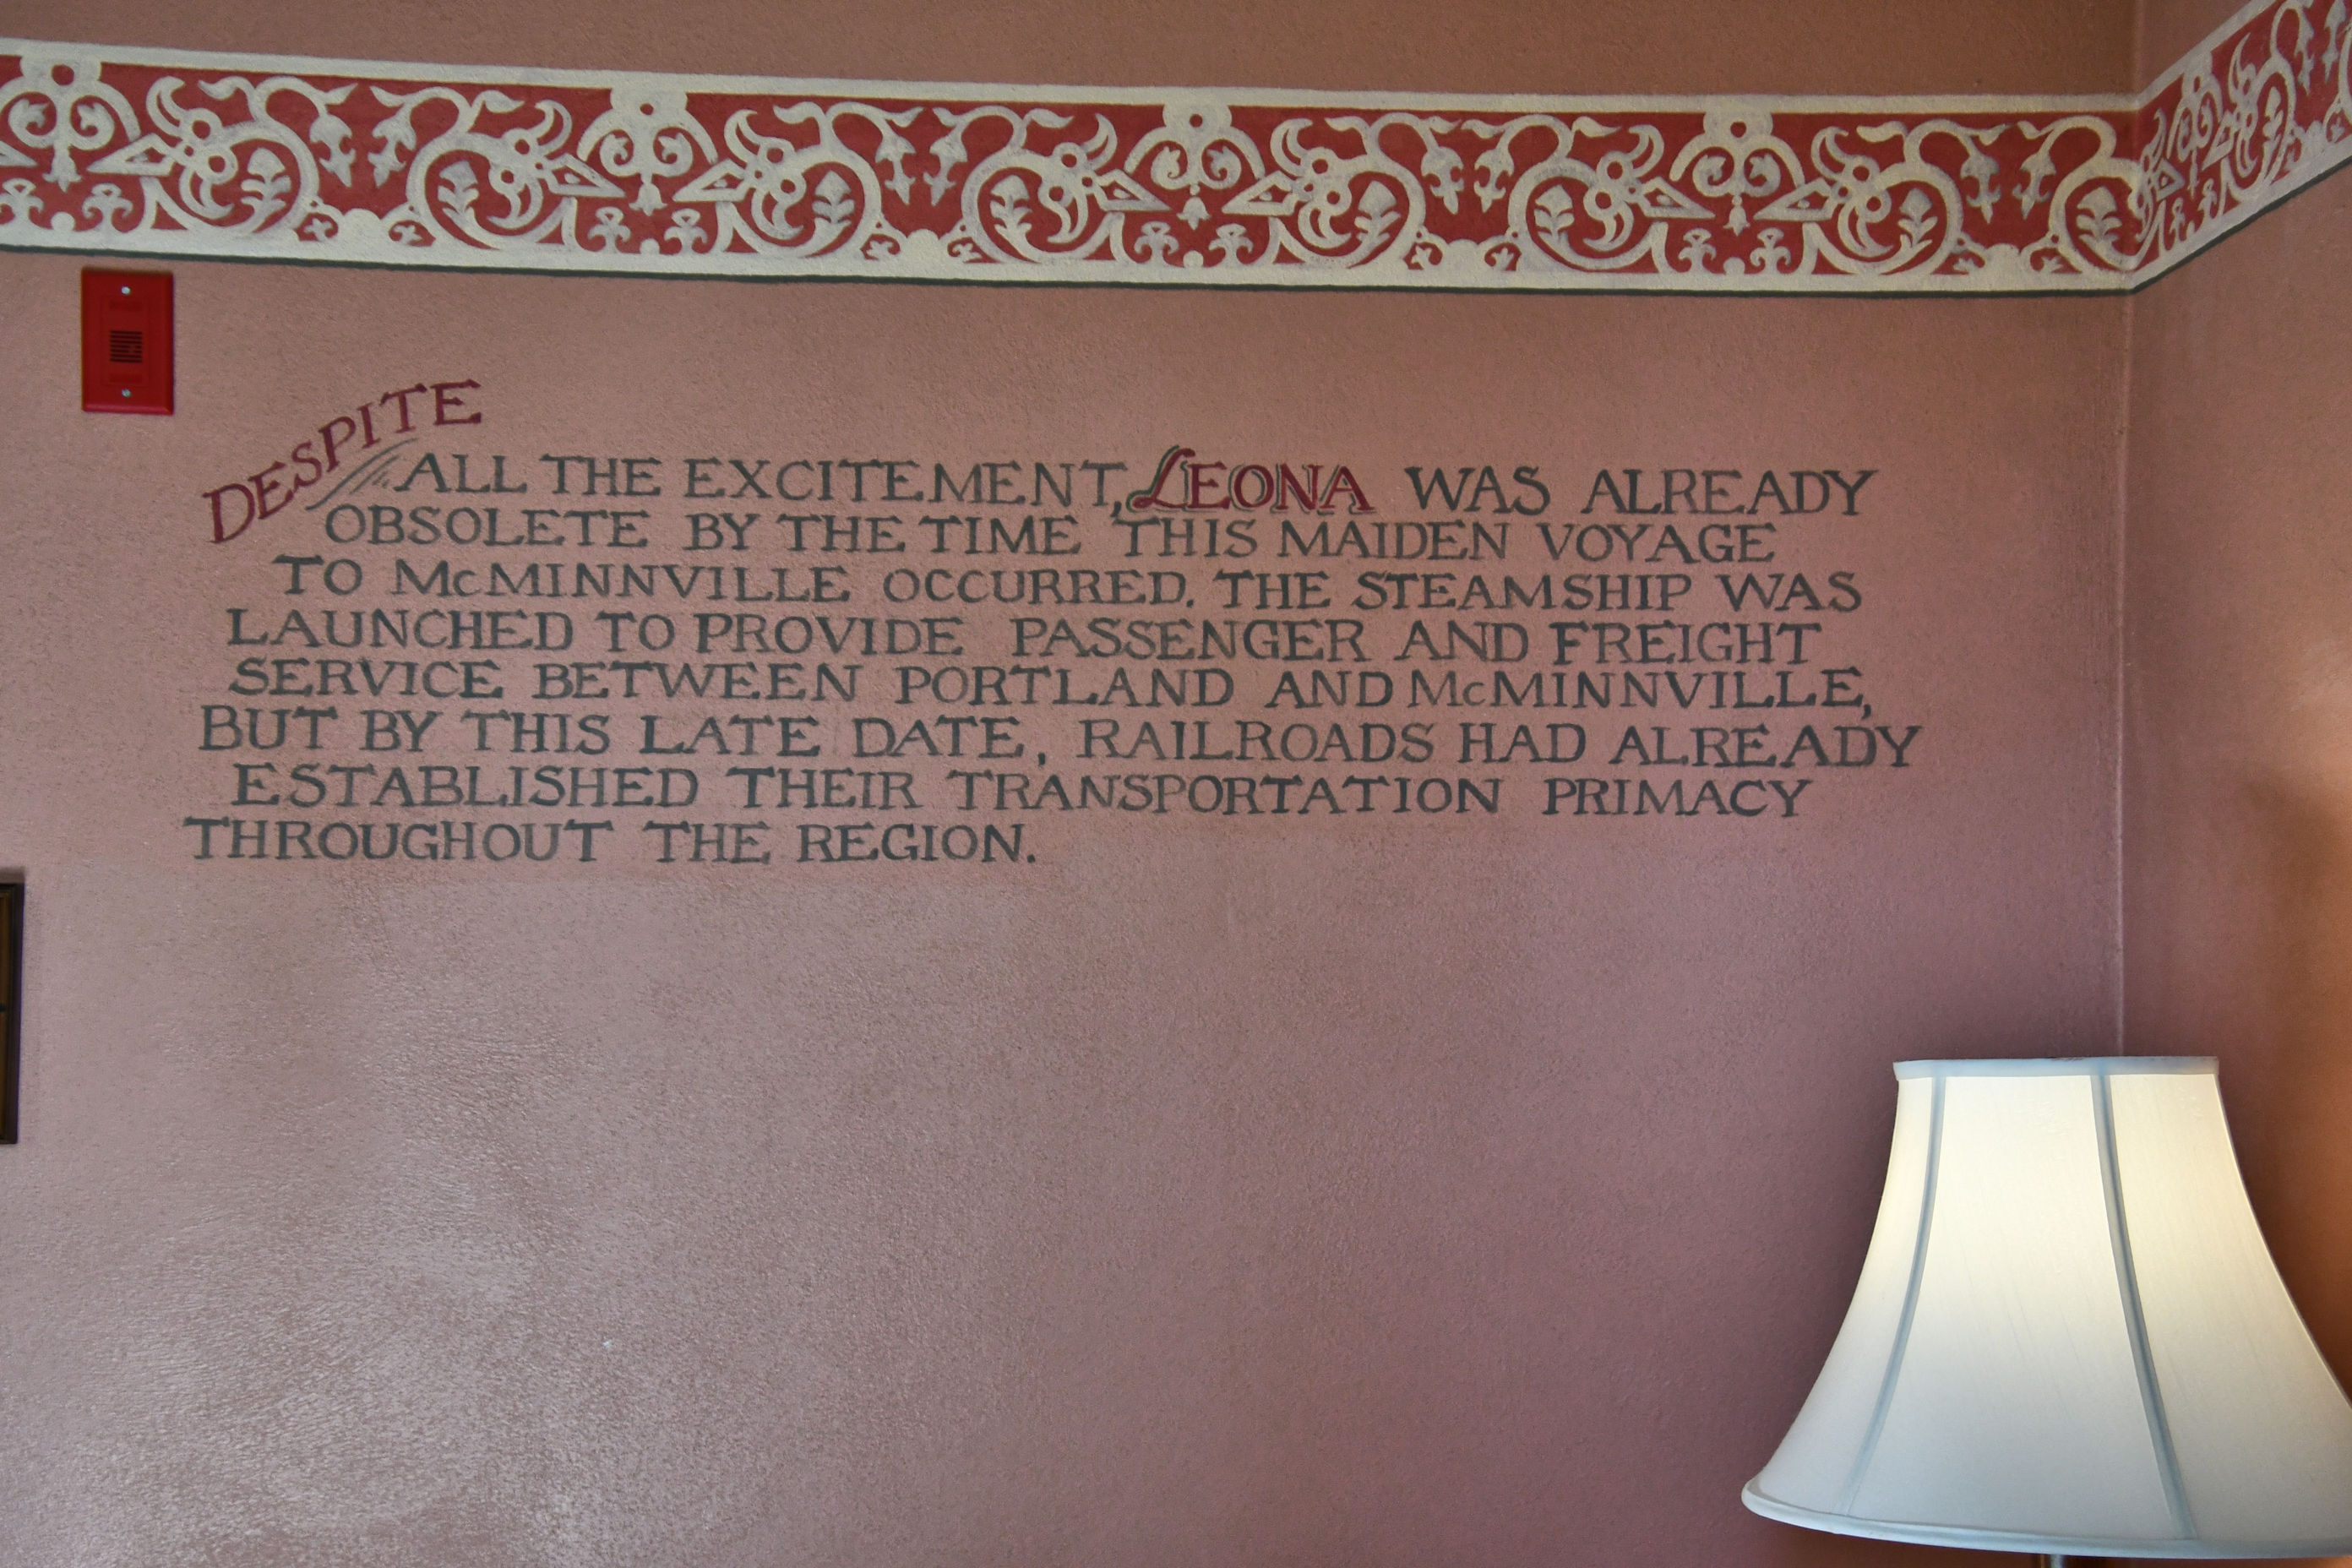 DESPITE
ALL THE EXCITEMENT, LEONA WAS ALREADY
OBSOLETE BY THE TIME THIS MAIDEN VOYAGE
TO McMINNVILLE OCCURRED. THE STEAMSHIP WAS
LAUNCHED TO PROVIDE PASSENGER AND FREIGHT
SERVICE BETWEEN PORTLAND AND McMINNVILLE,
BUT BY THIS LATE DATE, RAILROADS HAD ALREADY
ESTABLISHED THEIR TRANSPORTATION PRIMACY
THROUGHOUT THE REGION.